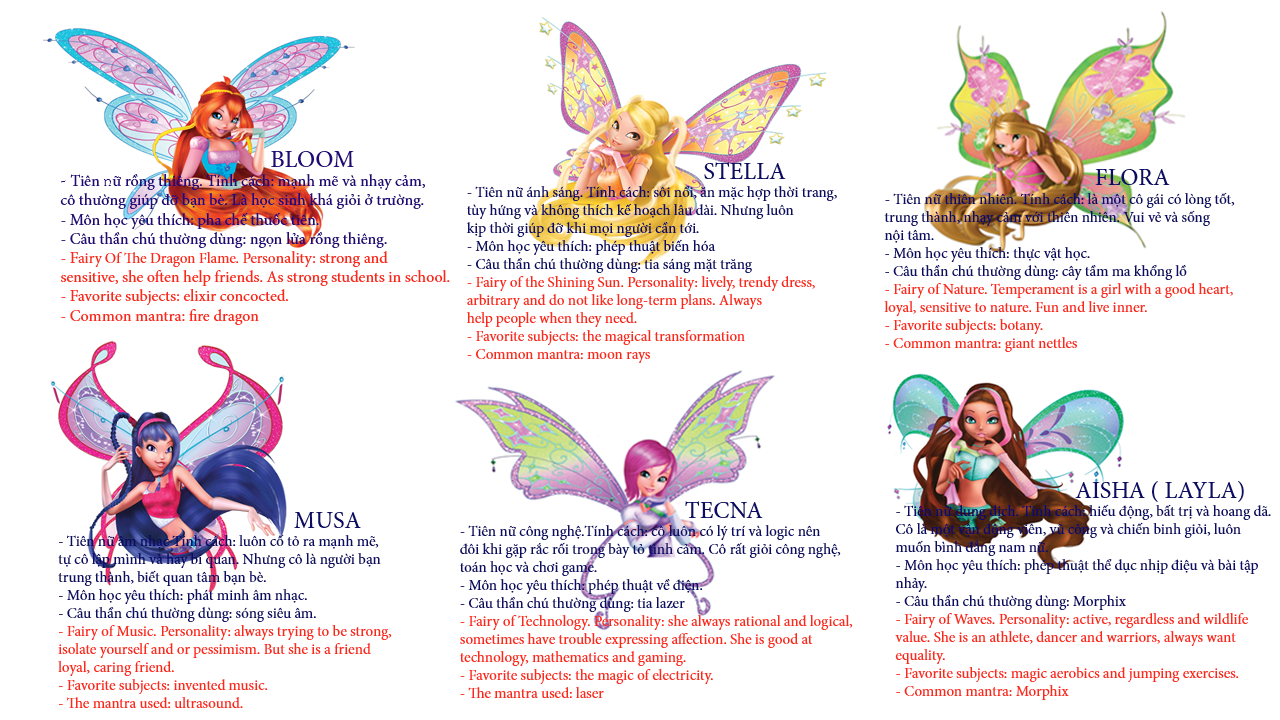 BLOOM
- Tiên nữ rồng thiêng. Tính cách: mạnh mẽ và nhạy cảm,
cô thường giúp đỡ bạn bè. Là học sinh khá giỏi ở trường.
- Môn học yêu thích: pha chế thuốc tiên.
- Câu thần chú thường dùng: ngọn lửa rồng thiêng.
- Fairy Of The Dragon Flame. Personality: strong and
sensitive, she often help friends. As strong students in school.
- Favorite subjects: elixir concocted.
- Common mantra: fire dragon
STELLA
- Tiên nữ ánh sáng. Tính cách: sôi nổi, ăn mặc hợp thời trang,
tùy hứng và không thích kế hoạch lâu dài. Nhưng luôn
kịp thời giúp đỡ khi mọi người cần tới.
- Môn học yêu thích: phép thuật biến hóa
- Câu thần chú thường dùng: tia sáng mặt trăng
- Fairy of the Shining Sun. Personality: lively, trendy dress,
arbitrary and do not like long-term plans. Always
help people when they need.
- Favorite subjects: the magical transformation
- Common mantra: moon rays
FLORA
- Tiên nữ thiên nhiên. Tính cách: là một cô gái có lòng tốt,
trung thành, nhạy cảm với thiên nhiên. Vui vẻ và sống
nội tâm.
- Môn học yêu thích: thực vật học.
- Câu thần chú thường dùng: cây tầm ma khổng lồ
- Fairy of Nature. Temperament is a girl with a good heart,
loyal, sensitive to nature. Fun and live inner.
- Favorite subjects: botany.
- Common mantra: giant nettles
MUSA
- Tiên nữ âm nhạc Tính cách: luôn cố tỏ ra mạnh mẽ,
tự cô lập mình và hay bi quan. Nhưng cô là người bạn
trung thành, biết quan tâm bạn bè.
- Môn học yêu thích: phát minh âm nhạc.
- Câu thần chú thường dùng: sóng siêu âm.
- Fairy of Music. Personality: always trying to be strong,
isolate yourself and or pessimism. But she is a friend
loyal, caring friend.
- Favorite subjects: invented music.
- The mantra used: ultrasound.
TECNA
- Tiên nữ công nghệ.Tính cách: cô luôn có lý trí và logic nên
đôi khi gặp rắc rối trong bày tỏ tình cảm. Cô rất giỏi công nghệ,
toán học và chơi game.
- Môn học yêu thích: phép thuật về điện.
- Câu thần chú thường dùng: tia lazer
- Fairy of Technology. Personality: she always rational and logical,
sometimes have trouble expressing affection. She is good at
technology, mathematics and gaming.
- Favorite subjects: the magic of electricity.
- The mantra used: laser
AISHA ( LAYLA)
- Tiên nữ dung dịch. Tính cách: hiếu động, bất trị và hoang dã.
Cô là một vận động viên, vũ công và chiến binh giỏi, luôn
muốn bình đẳng nam nữ.
- Môn học yêu thích: phép thuật thể dục nhịp điệu và bài tập
nhảy.
- Câu thần chú thường dùng: Morphix
- Fairy of Waves. Personality: active, regardless and wildlife
value. She is an athlete, dancer and warriors, always want
equality.
- Favorite subjects: magic aerobics and jumping exercises.
- Common mantra: Morphix